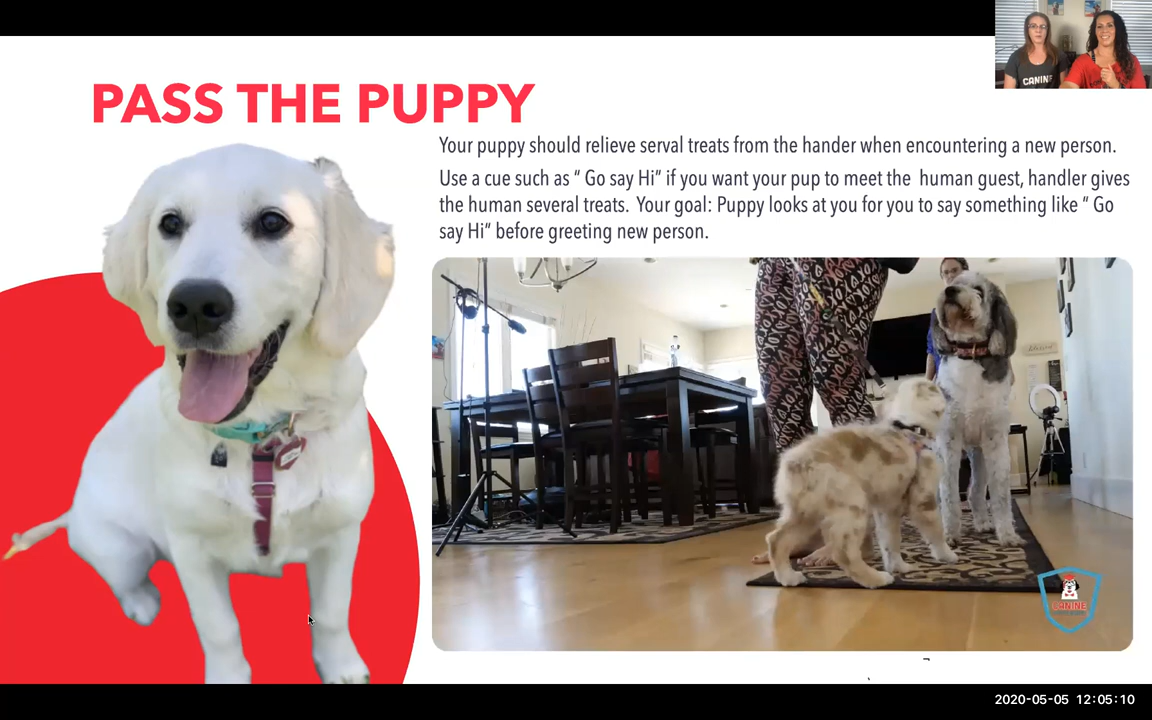 CANINE
PASS THE PUPPY
Your puppy should relieve serval treats from the hander when encountering a new person.
Use a cue such as “ Go say Hi” if you want your pup to meet the  human guest, handler gives
the human several treats.  Your goal: Puppy looks at you for you to say something like “ Go
say Hi” before greeting new person.
CANINE
2020-05-05 12:05:10